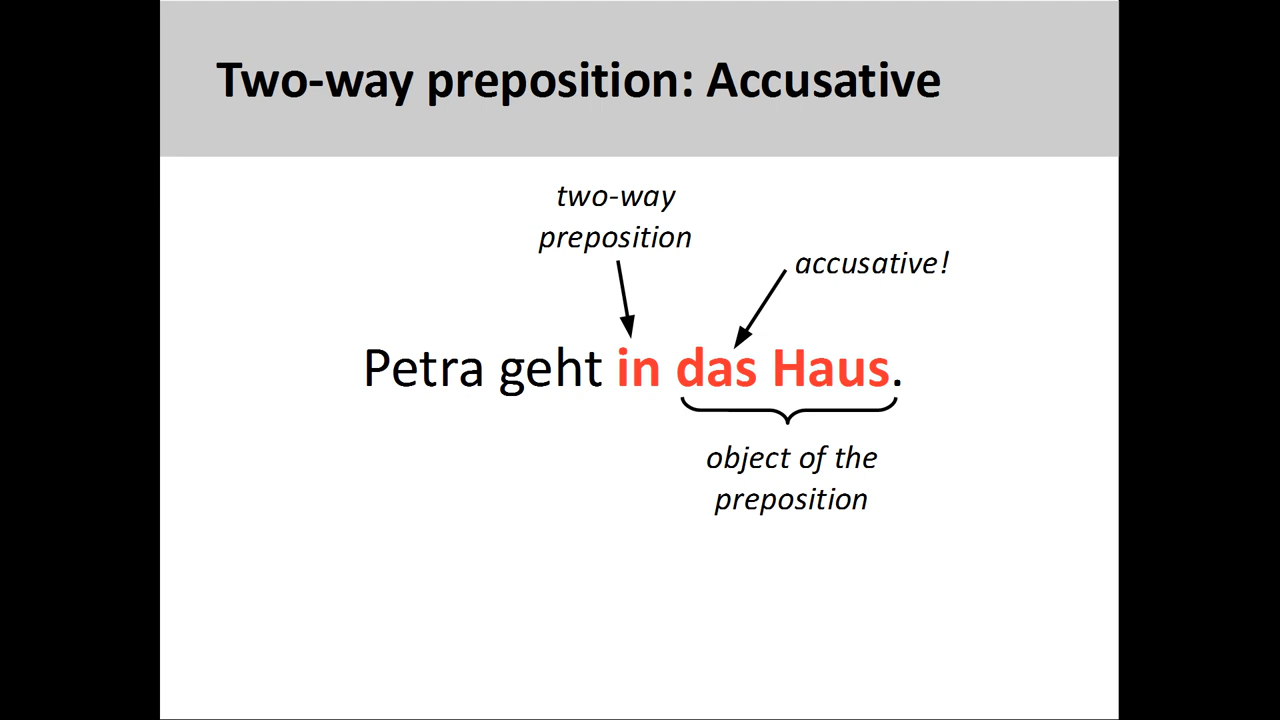 Two-way preposition: Accusative
two-way
preposition
accusative!
Petra geht in das Haus.
object of the
preposition